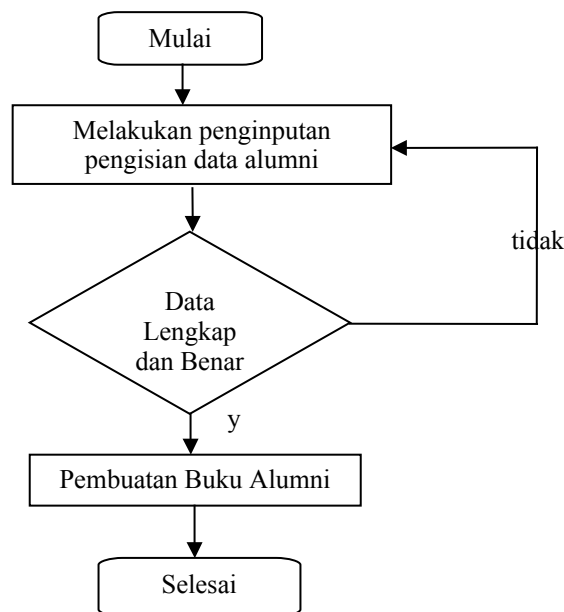 Mulai
Melakukan penginputan
pengisian data alumni
tidak
Data
Lengkap
dan Benar
y
Pembuatan Buku Alumni
Selesai